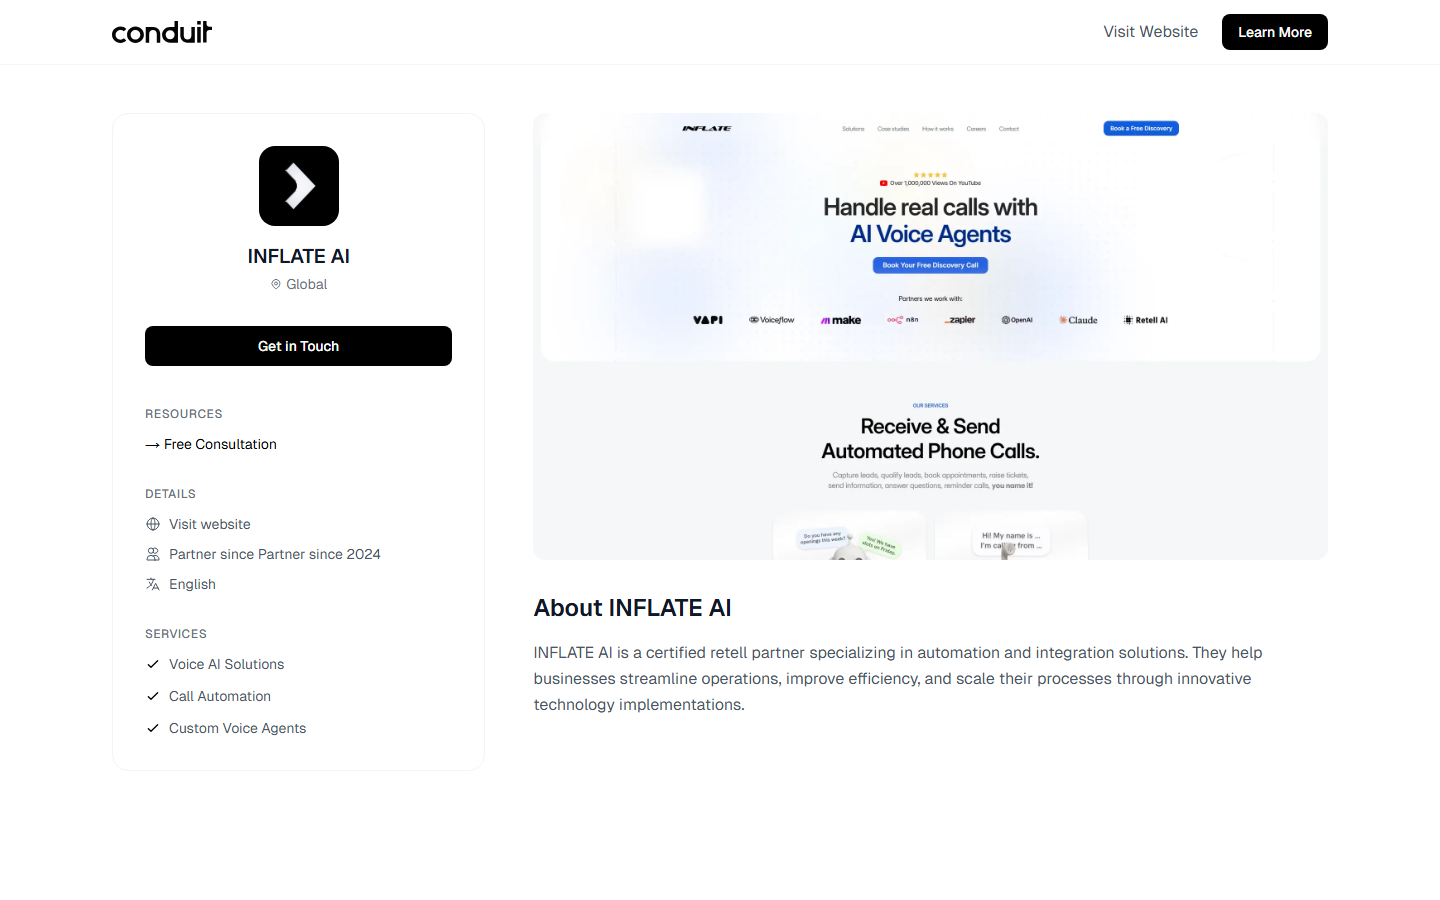 conduit
Visit Website
Learn More
INFLATE AI
Global
Get in Touch
RESOURCES
→ Free Consultation
DETAILS
Visit website
Partner since Partner since 2024
English
SERVICES
Voice AI Solutions
Call Automation
Custom Voice Agents
INFLATE
Solutions Case studies How it works Careers Contact
Book a Free Discovery
Over 1,000,000 Views On YouTube
Handle real calls with
AI Voice Agents
Book Your Free Discovery Call
Partners we work with:
VAPI Voiceflow make n8n zapier OpenAI Claude Retell AI
OUR SERVICES
Receive & Send
Automated Phone Calls.
Capture leads, qualify leads, book appointments, raise tickets,
send information, answer questions, reminder calls, you name it!
Do you have any
openings this week?
Yes! We have
slots on Friday.
Hi! My name is ...
I'm from ...
About INFLATE AI
INFLATE AI is a certified retell partner specializing in automation and integration solutions. They help
businesses streamline operations, improve efficiency, and scale their processes through innovative
technology implementations.